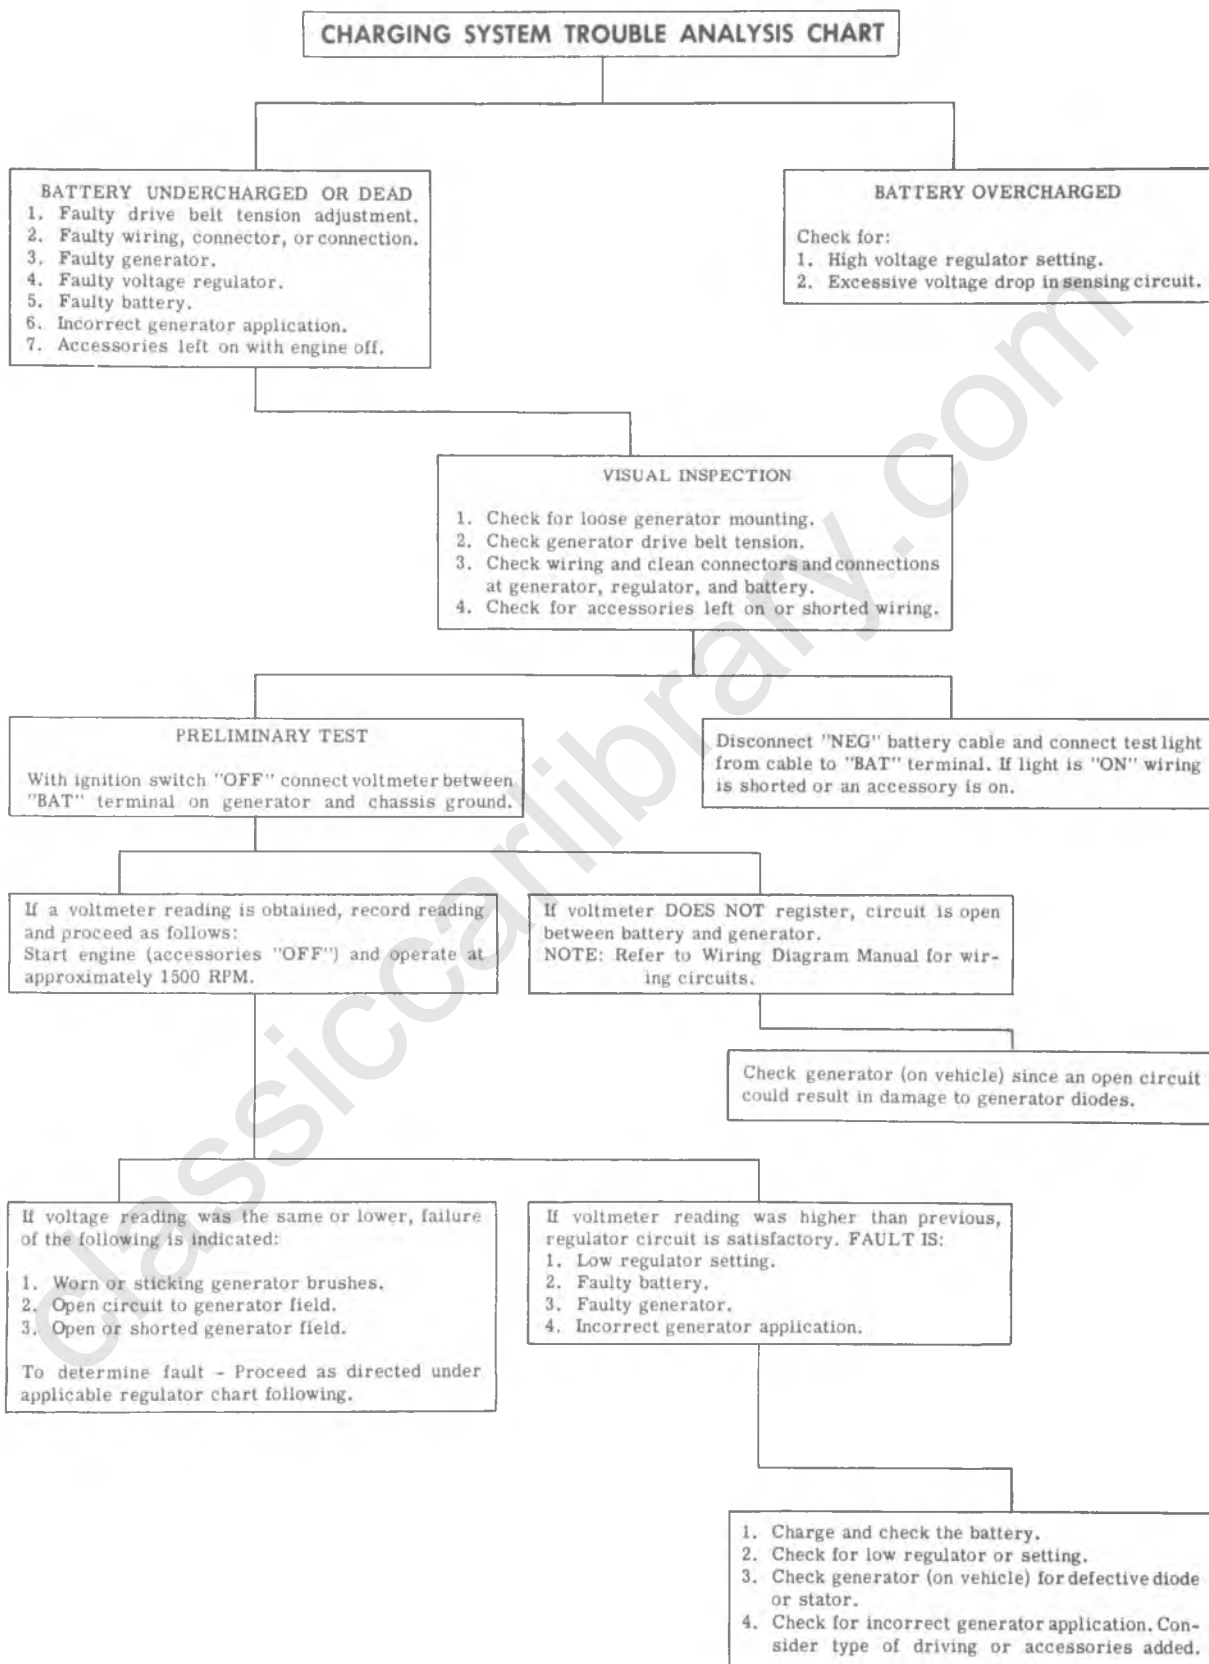 CHARGING SYSTEM TROUBLE ANALYSIS CHART
BATTERY UNDERCHARGED OR DEAD
1. Faulty drive belt tension adjustment.
2. Faulty wiring, connector, or connection.
3. Faulty generator.
4. Faulty voltage regulator.
5. Faulty battery.
6. Incorrect generator application.
7. Accessories left on with engine off.
BATTERY OVERCHARGED
Check for:
1. High voltage regulator setting.
2. Excessive voltage drop in sensing circuit.
VISUAL INSPECTION
1. Check for loose generator mounting.
2. Check generator drive belt tension.
3. Check wiring and clean connectors and connections
at generator, regulator, and battery.
4. Check for accessories left on or shorted wiring.
PRELIMINARY TEST
With ignition switch "OFF" connect voltmeter between
"BAT" terminal on generator and chassis ground.
Disconnect "NEG" battery cable and connect test light
from cable to "BAT" terminal. If light is "ON" wiring
is shorted or an accessory is on.
If a voltmeter reading is obtained, record reading
and proceed as follows:
Start engine (accessories "OFF") and operate at
approximately 1500 RPM.
If voltmeter DOES NOT register, circuit is open
between battery and generator.
NOTE: Refer to Wiring Diagram Manual for wir-
ing circuits.
Check generator (on vehicle) since an open circuit
could result in damage to generator diodes.
If voltage reading was the same or lower, failure
of the following is indicated:
1. Worn or sticking generator brushes.
2. Open circuit to generator field.
3. Open or shorted generator field.
To determine fault - Proceed as directed under
applicable regulator chart following.
If voltmeter reading was higher than previous,
regulator circuit is satisfactory. FAULT IS:
1. Low regulator setting.
2. Faulty battery.
3. Faulty generator.
4. Incorrect generator application.
1. Charge and check the battery.
2. Check for low regulator or setting.
3. Check generator (on vehicle) for defective diode
or stator.
4. Check for incorrect generator application. Con-
sider type of driving or accessories added.
classiccarlibrary.com